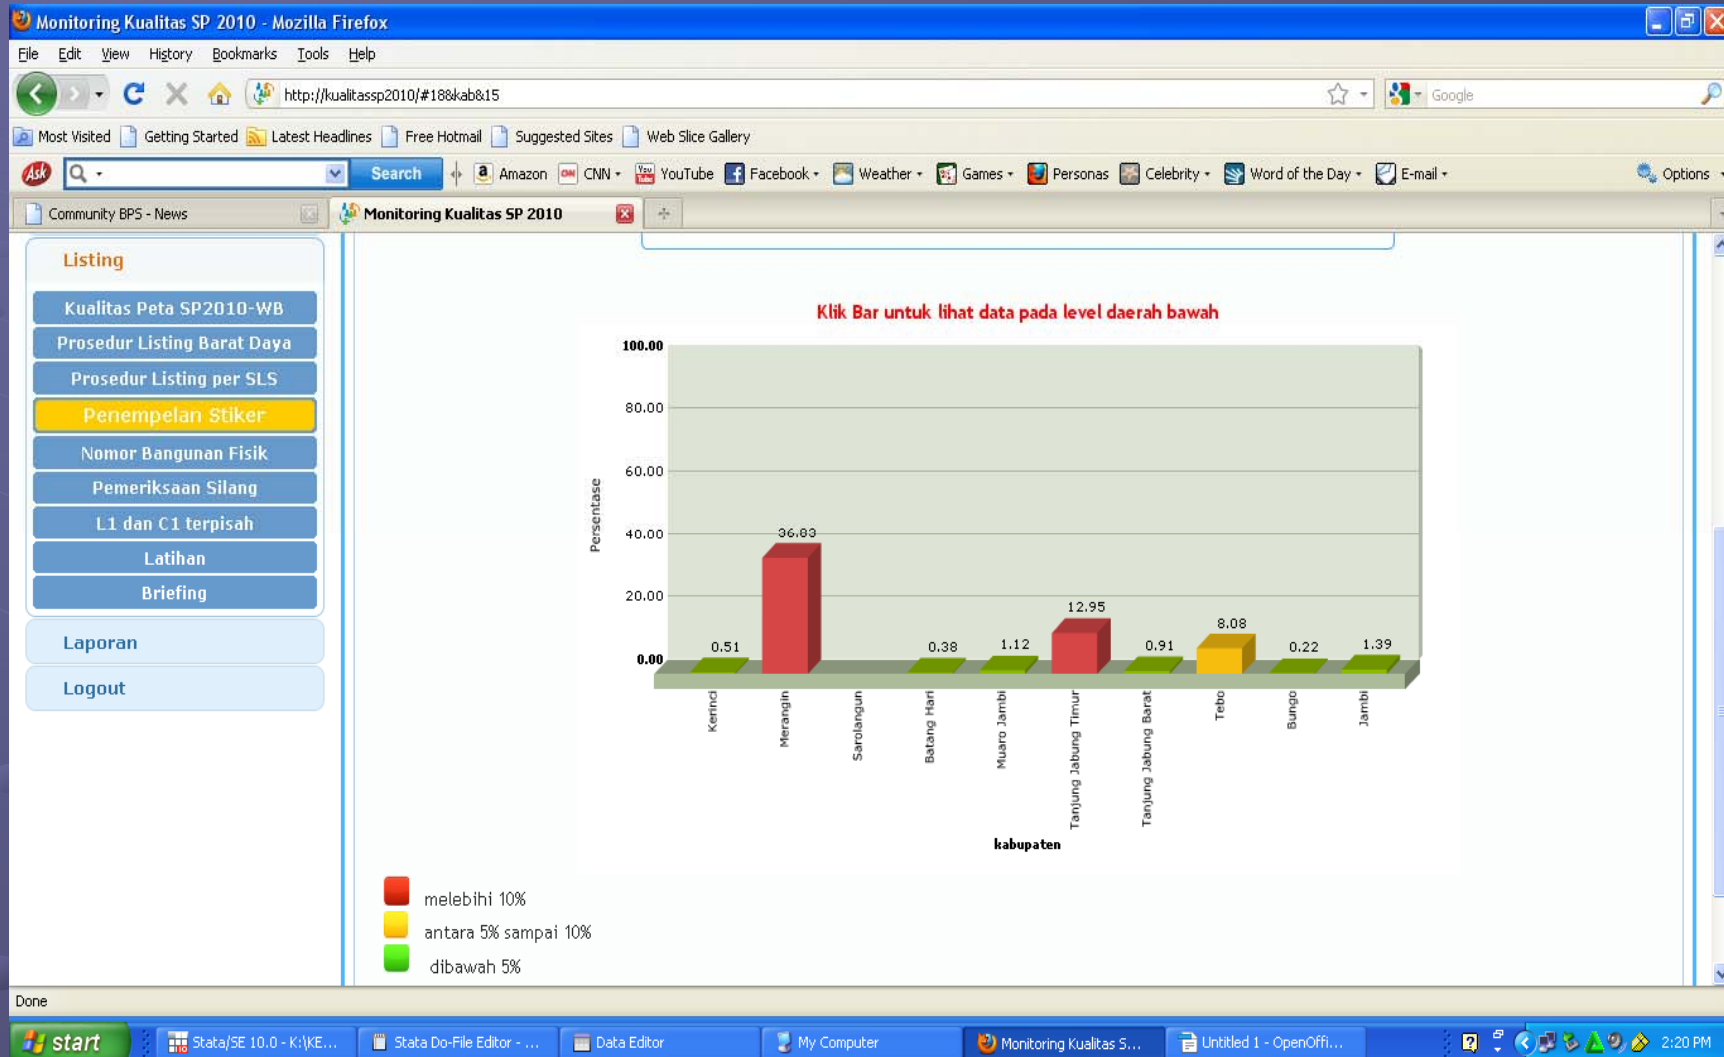 Monitoring Kualitas SP 2010 - Mozilla Firefox
File Edit View History Bookmarks Tools Help
http://kualitassp2010/#18&kab&15
Google
Most Visited Getting Started Latest Headlines Free Hotmail Suggested Sites Web Slice Gallery
Ask Search Amazon CNN YouTube Facebook Weather Games Personas Celebrity Word of the Day E-mail Options
Community BPS - News
Monitoring Kualitas SP 2010
Listing
Kualitas Peta SP2010-WB
Prosedur Listing Barat Daya
Prosedur Listing per SLS
Penempelan Stiker
Nomor Bangunan Fisik
Pemeriksaan Silang
L1 dan C1 terpisah
Latihan
Briefing
Laporan
Logout
Klik Bar untuk lihat data pada level daerah bawah
Persentase
100.00
80.00
60.00
40.00
20.00
0.00
0.51
36.83
0.38
1.12
12.95
0.91
8.08
0.22
1.39
Kerinci
Merangin
Sarolangun
Batang Hari
Muaro Jambi
Tanjung Jabung Timur
Tanjung Jabung Barat
Tebo
Bungo
Jambi
kabupaten
melebihi 10%
antara 5% sampai 10%
dibawah 5%
Done
start Stata/SE 10.0 - K:\KE... Stata Do-File Editor - ... Data Editor My Computer Monitoring Kualitas S... Untitled 1 - OpenOffi... 2:20 PM